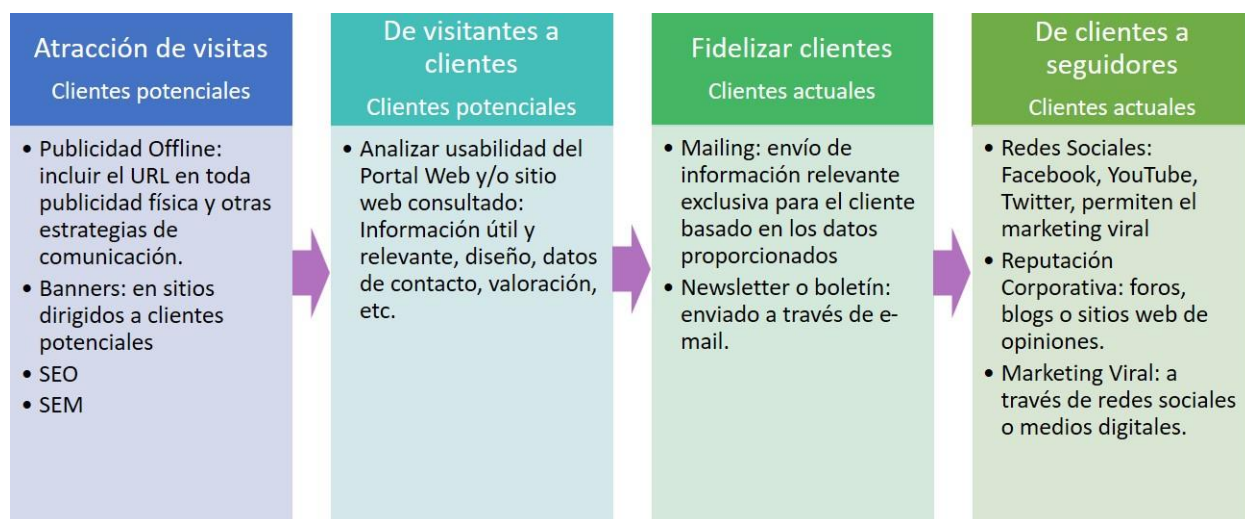 Atracción de visitas
Clientes potenciales
• Publicidad Offline:
incluir el URL en toda
publicidad física y otras
estrategias de
comunicación.
• Banners: en sitios
dirigidos a clientes
potenciales
• SEO
• SEM
De visitantes a
clientes
Clientes potenciales
• Analizar usabilidad del
Portal Web y/o sitio
web consultado:
Información útil y
relevante, diseño, datos
de contacto, valoración,
etc.
Fidelizar clientes
Clientes actuales
• Mailing: envío de
información relevante
exclusiva para el cliente
basado en los datos
proporcionados
• Newsletter o boletín:
enviado a través de e-
mail.
De clientes a
seguidores
Clientes actuales
• Redes Sociales:
Facebook, YouTube,
Twitter, permiten el
marketing viral
• Reputación
Corporativa: foros,
blogs o sitios web de
opiniones.
• Marketing Viral: a
través de redes sociales
o medios digitales.